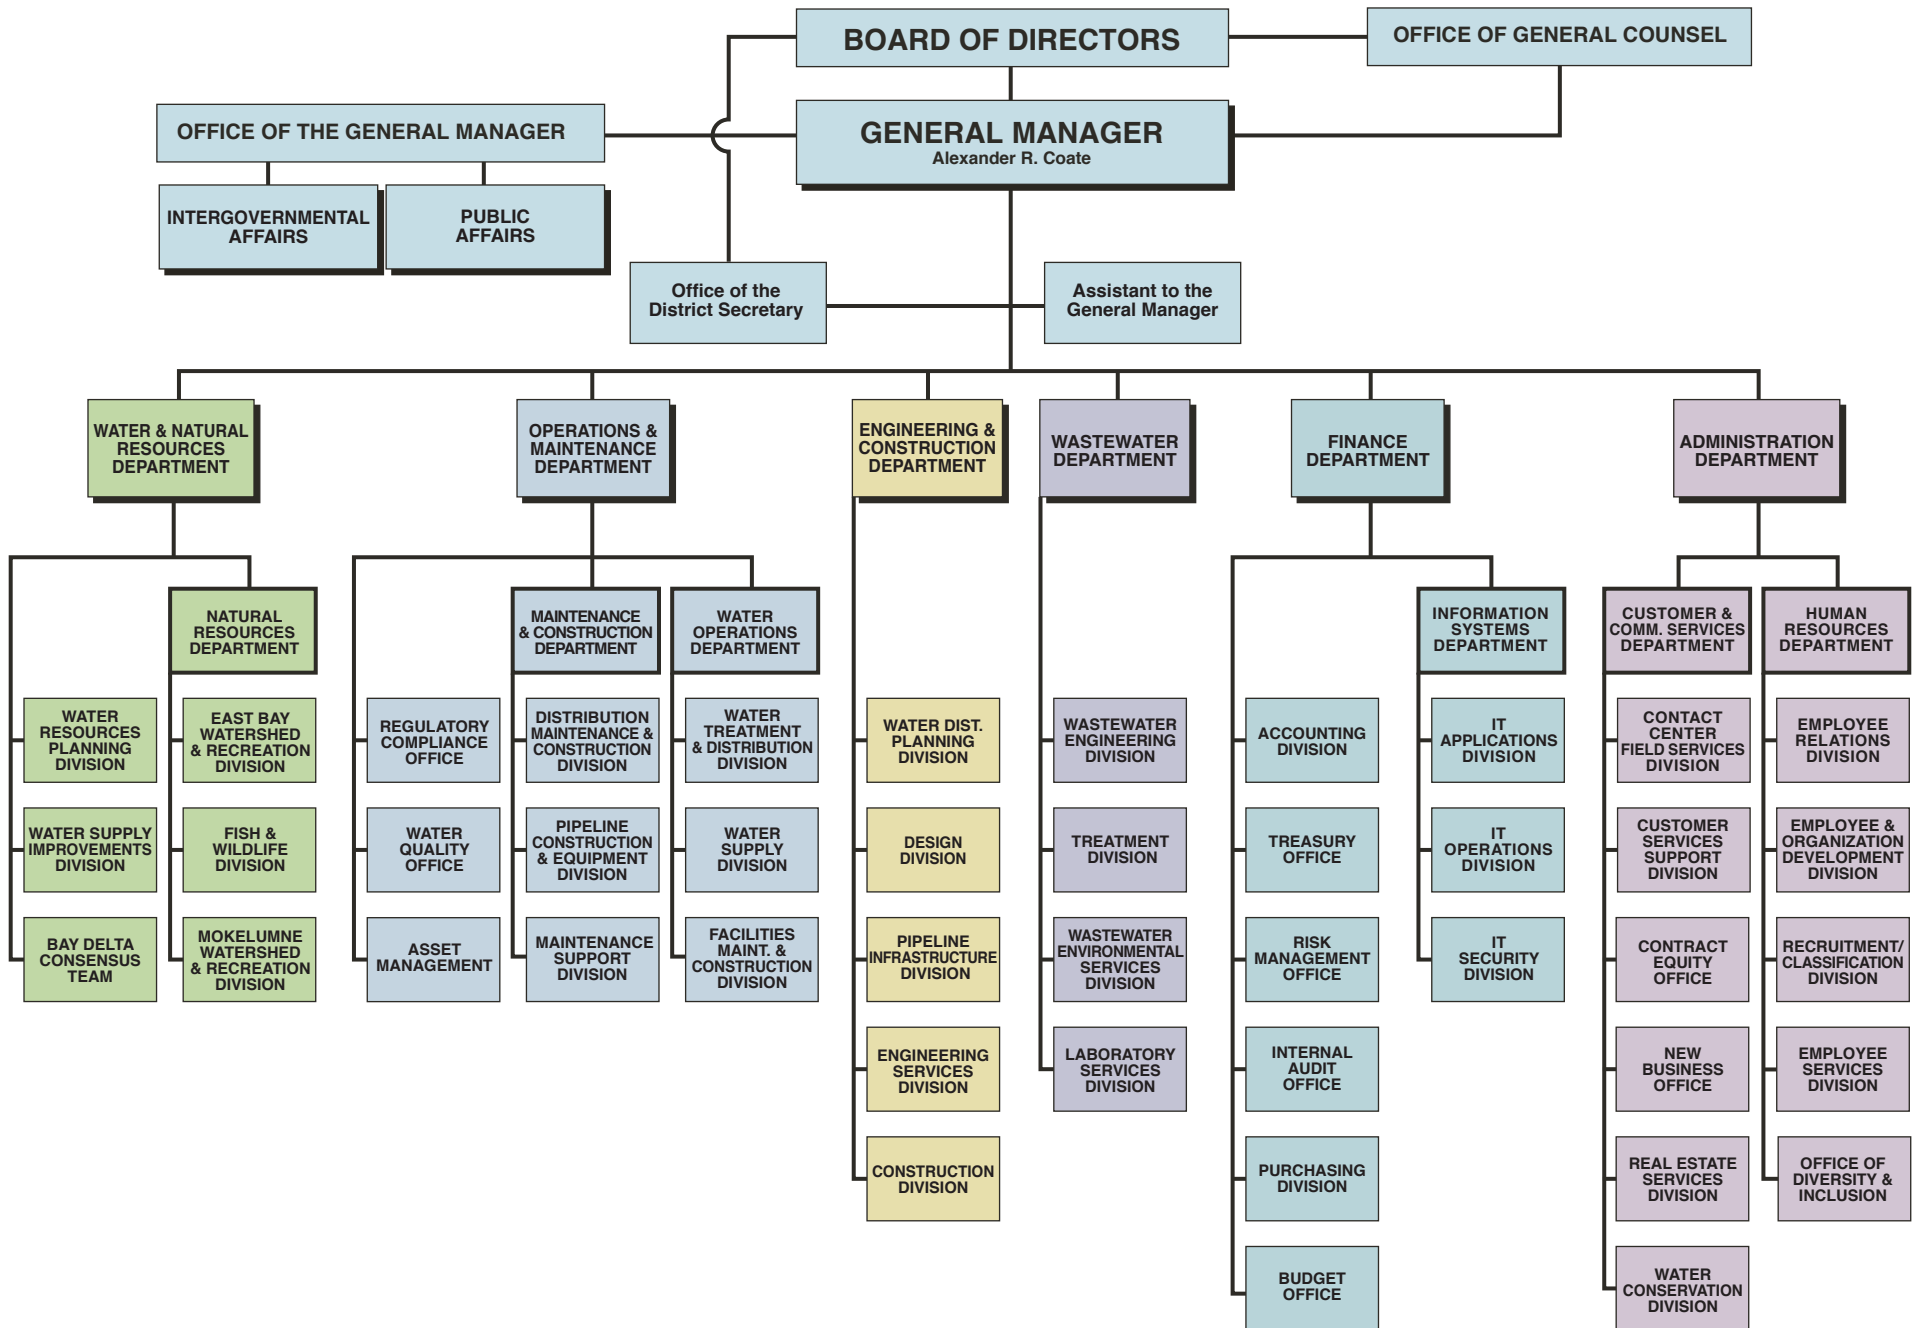 BOARD OF DIRECTORS
OFFICE OF GENERAL COUNSEL
OFFICE OF THE GENERAL MANAGER
GENERAL MANAGER
Alexander R. Coate
INTERGOVERNMENTAL
AFFAIRS
PUBLIC
AFFAIRS
Office of the
District Secretary
Assistant to the
General Manager
WATER & NATURAL
RESOURCES
DEPARTMENT
OPERATIONS &
MAINTENANCE
DEPARTMENT
ENGINEERING &
CONSTRUCTION
DEPARTMENT
WASTEWATER
DEPARTMENT
FINANCE
DEPARTMENT
ADMINISTRATION
DEPARTMENT
NATURAL
RESOURCES
DEPARTMENT
MAINTENANCE
& CONSTRUCTION
DEPARTMENT
WATER
OPERATIONS
DEPARTMENT
INFORMATION
SYSTEMS
DEPARTMENT
CUSTOMER &
COMM. SERVICES
DEPARTMENT
HUMAN
RESOURCES
DEPARTMENT
WATER
RESOURCES
PLANNING
DIVISION
EAST BAY
WATERSHED
& RECREATION
DIVISION
REGULATORY
COMPLIANCE
OFFICE
DISTRIBUTION
MAINTENANCE &
CONSTRUCTION
DIVISION
WATER
TREATMENT
& DISTRIBUTION
DIVISION
WATER DIST.
PLANNING
DIVISION
WASTEWATER
ENGINEERING
DIVISION
ACCOUNTING
DIVISION
IT
APPLICATIONS
DIVISION
CONTACT
CENTER
FIELD SERVICES
DIVISION
EMPLOYEE
RELATIONS
DIVISION
WATER SUPPLY
IMPROVEMENTS
DIVISION
FISH &
WILDLIFE
DIVISION
WATER
QUALITY
OFFICE
PIPELINE
CONSTRUCTION
& EQUIPMENT
DIVISION
WATER
SUPPLY
DIVISION
DESIGN
DIVISION
TREATMENT
DIVISION
TREASURY
OFFICE
IT
OPERATIONS
DIVISION
CUSTOMER
SERVICES
SUPPORT
DIVISION
EMPLOYEE &
ORGANIZATION
DEVELOPMENT
DIVISION
BAY DELTA
CONSENSUS
TEAM
MOKELUMNE
WATERSHED
& RECREATION
DIVISION
ASSET
MANAGEMENT
MAINTENANCE
SUPPORT
DIVISION
FACILITIES
MAINT. &
CONSTRUCTION
DIVISION
PIPELINE
INFRASTRUCTURE
DIVISION
WASTEWATER
ENVIRONMENTAL
SERVICES
DIVISION
RISK
MANAGEMENT
OFFICE
IT
SECURITY
DIVISION
CONTRACT
EQUITY
OFFICE
RECRUITMENT/
CLASSIFICATION
DIVISION
ENGINEERING
SERVICES
DIVISION
LABORATORY
SERVICES
DIVISION
INTERNAL
AUDIT
OFFICE
NEW
BUSINESS
OFFICE
EMPLOYEE
SERVICES
DIVISION
CONSTRUCTION
DIVISION
PURCHASING
DIVISION
REAL ESTATE
SERVICES
DIVISION
OFFICE OF
DIVERSITY &
INCLUSION
BUDGET
OFFICE
WATER
CONSERVATION
DIVISION